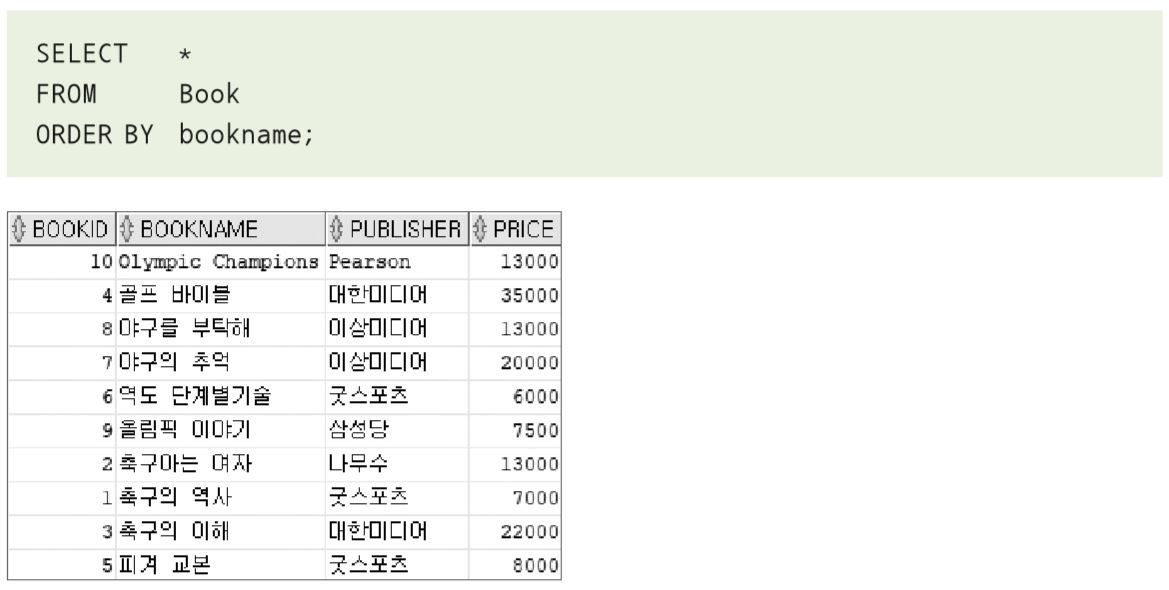 SELECT *
FROM Book
ORDER BY bookname;
BOOKID BOOKNAME PUBLISHER PRICE
10 Olympic Champions Pearson 13000
4 골프 바이블 대한미디어 35000
8 야구를 부탁해 이상미디어 13000
7 야구의 추억 이상미디어 20000
6 역도 단계별기술 굿스포츠 6000
9 올림픽 이야기 삼성당 7500
2 축구아는 여자 나무수 13000
1 축구의 역사 굿스포츠 7000
3 축구의 이해 대한미디어 22000
5 피겨 교본 굿스포츠 8000